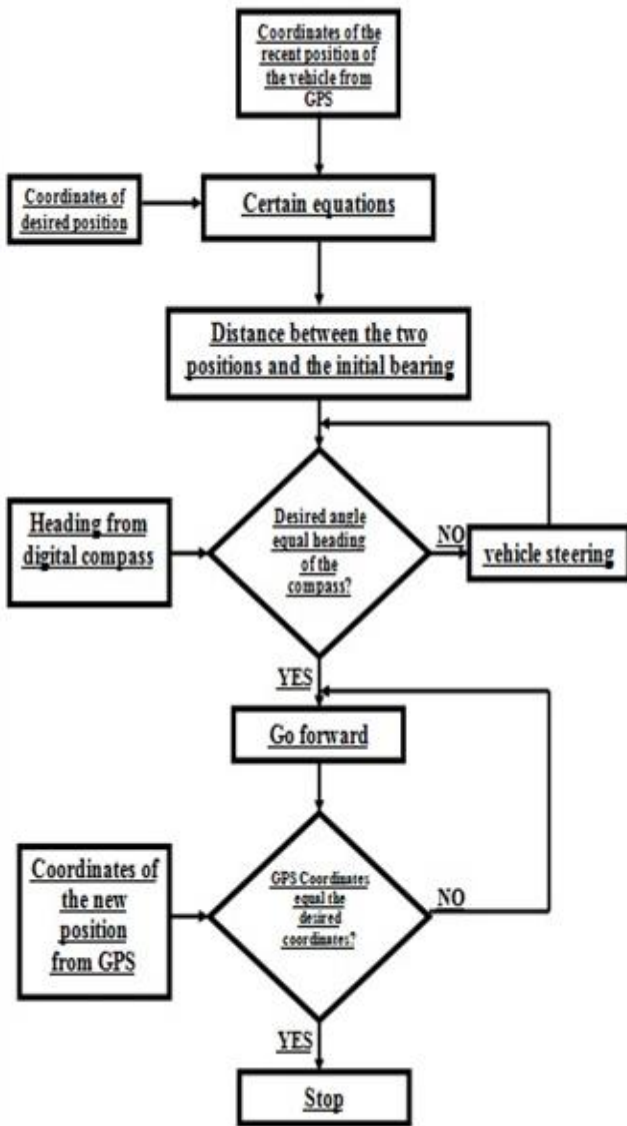 Coordinates of the
recent position of
the vehicle from
GPS
Coordinates of
desired position
Certain equations
Distance between the two
positions and the initial bearing
Heading from
digital compass
Desired angle
equal heading
of the
compass?
NO
vehicle steering
YES
Go forward
Coordinates of
the new
position
from GPS
GPS Coordinates
equal the
desired
coordinates?
NO
YES
Stop